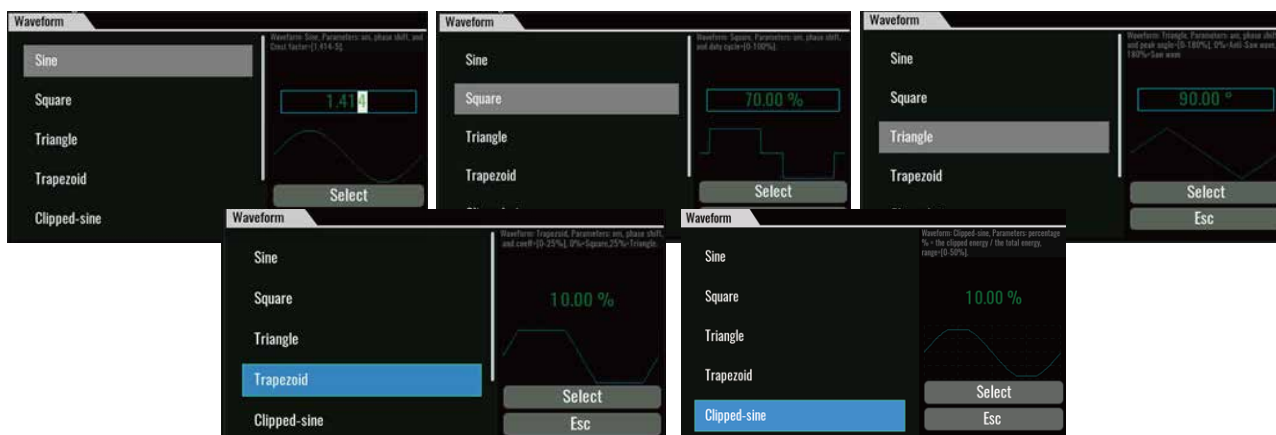 Waveform
Sine
Square
Triangle
Trapezoid
Clipped-sine
Waveform: Sine, Parameters: am, phase shift, and
Crest factor=[1.414-5].
1.414
Select
Waveform
Sine
Square
Triangle
Trapezoid
Waveform: Square, Parameters: am, phase shift,
and duty cycle=[0-100%].
70.00 %
Select
Waveform
Sine
Square
Triangle
Trapezoid
Waveform: Triangle, Parameters: am, phase shift
and peak angle=[0-180%], 0%=Anti-Saw wave,
180%=Saw wave
90.00 °
Select
Esc
Waveform
Sine
Square
Triangle
Trapezoid
Clipped-sine
Waveform: Trapezoid, Parameters: am, phase shift,
and coeff=[0-25%], 0%=Square,25%=Triangle.
10.00 %
Select
Esc
Waveform
Sine
Square
Triangle
Trapezoid
Clipped-sine
Waveform: Clipped-sine, Parameters: percentage
% = the clipped energy / the total energy,
range=[0-50%].
10.00 %
Select
Esc